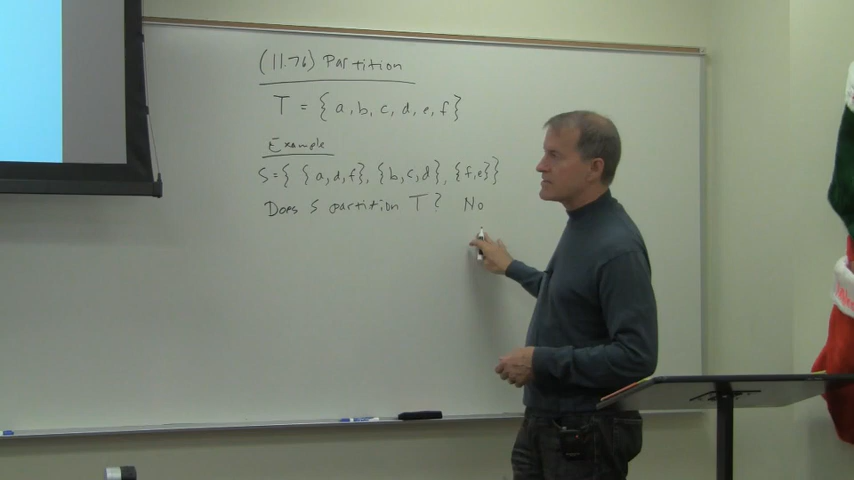 (11.76) Partition
T = { a, b, c, d, e, f }
Example
S = { { a, d, f }, { b, c, d }, { f, e } }
Does S partition T? No